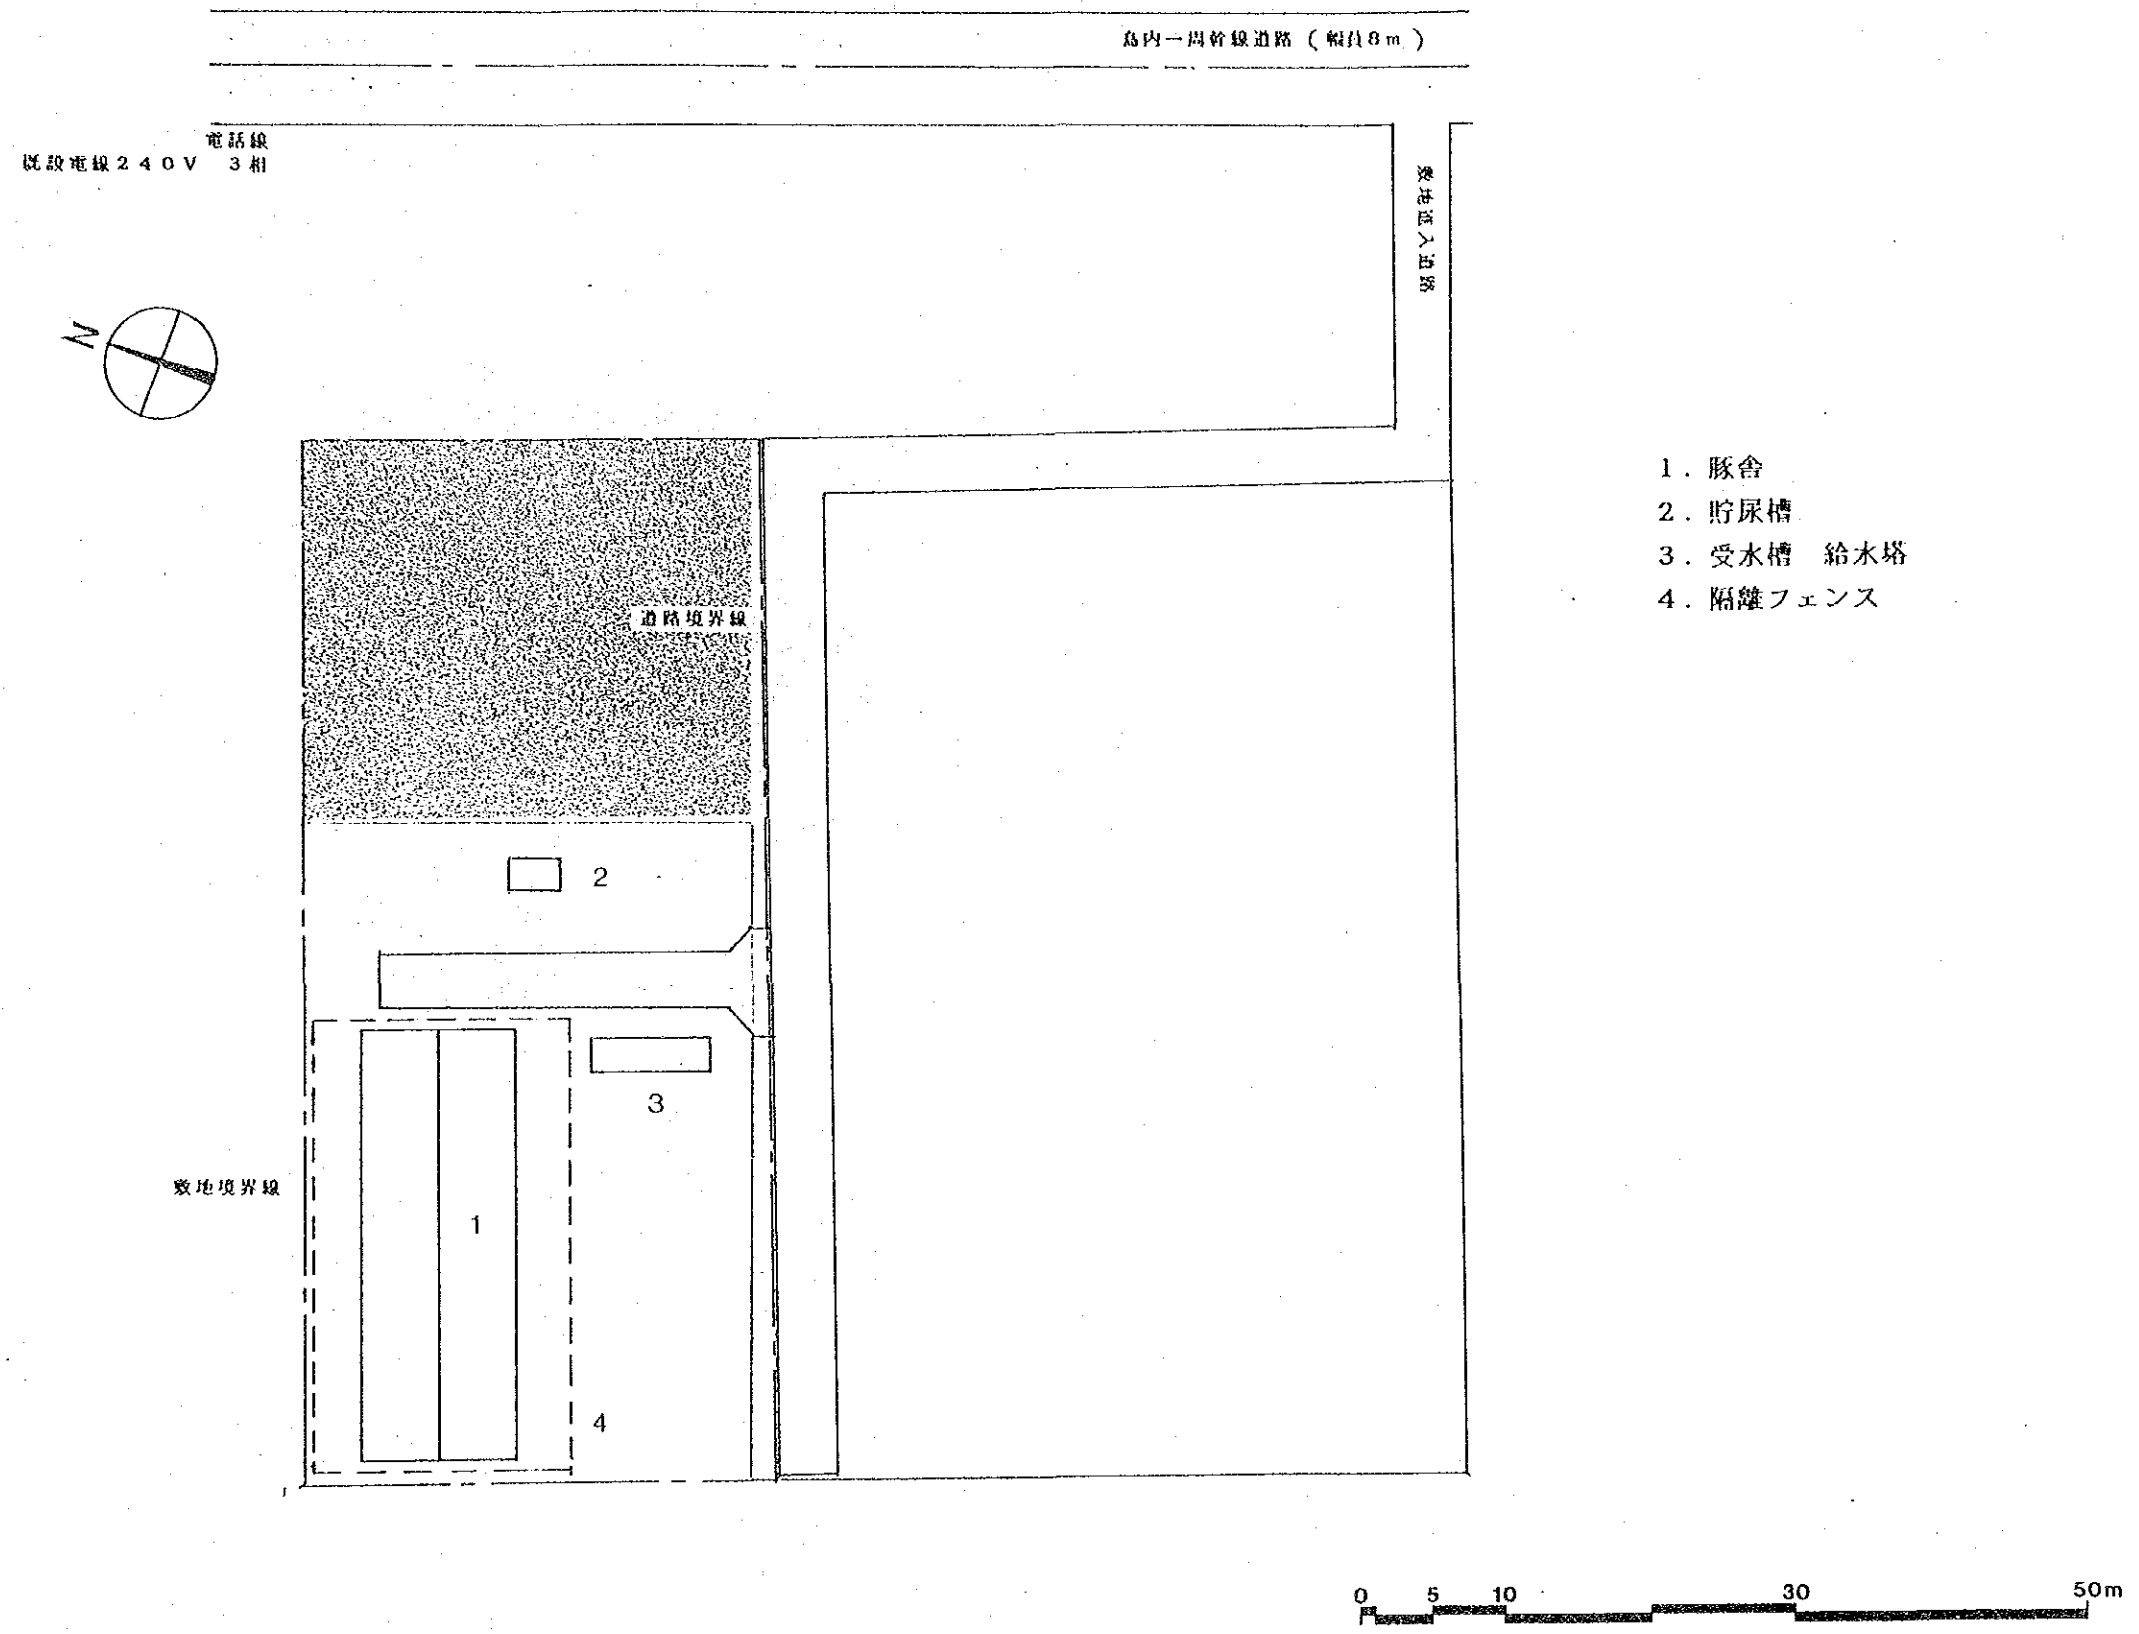 島内一周幹線道路(幅員8m)
電話線
既設電線240V 3相
敷地進入道路
N
1. 豚舎
2. 貯尿槽
3. 受水槽 給水塔
4. 隔離フェンス
道路境界線
2
3
敷地境界線
1
4
0 5 10 30 50m